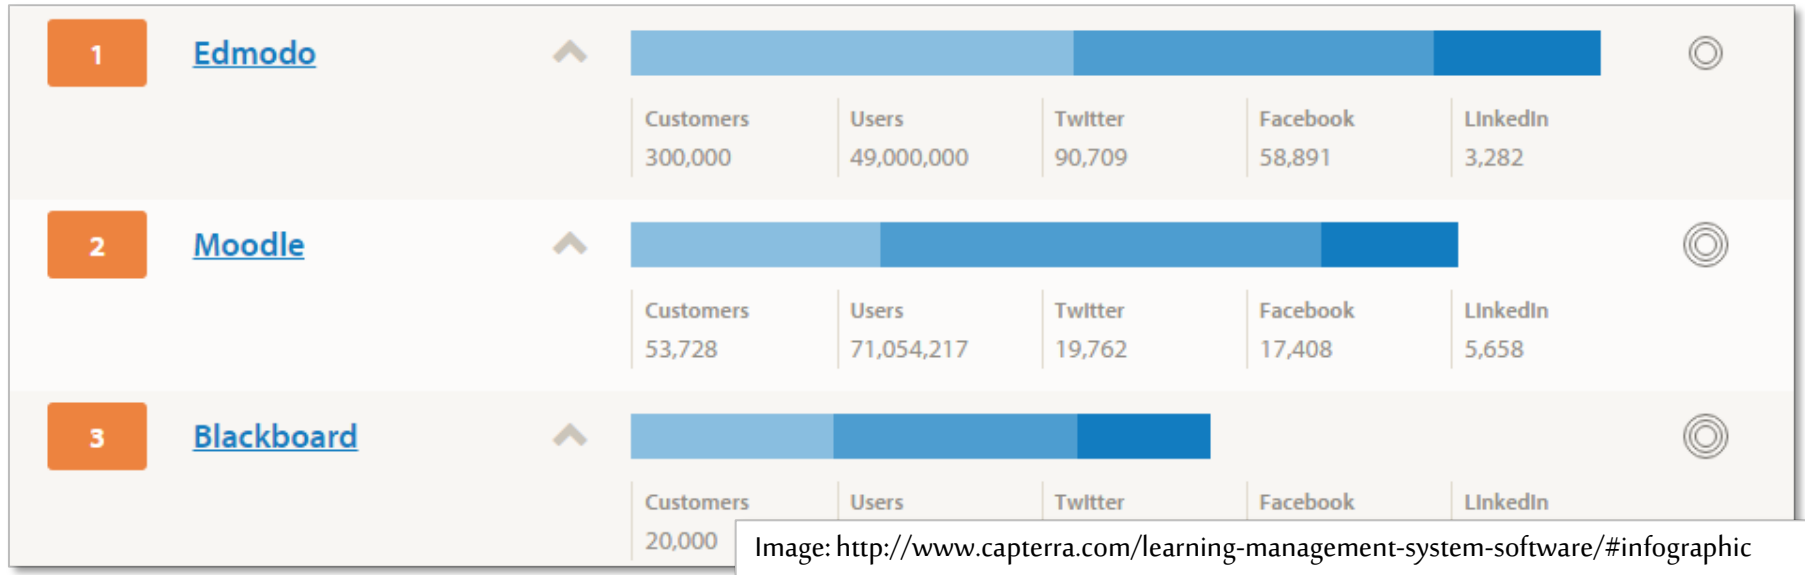 1 Edmodo
Customers Users Twitter Facebook LinkedIn
300,000 49,000,000 90,709 58,891 3,282
2 Moodle
Customers Users Twitter Facebook LinkedIn
53,728 71,054,217 19,762 17,408 5,658
3 Blackboard
Customers Users Twitter Facebook LinkedIn
20,000
Image: http://www.capterra.com/learning-management-system-software/#infographic